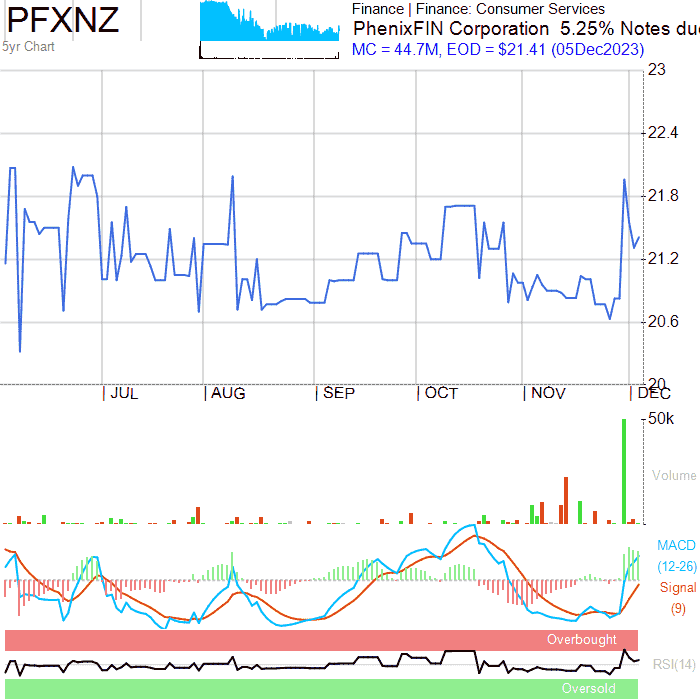 PFXNZ
5yr Chart
Finance | Finance: Consumer Services
PhenixFIN Corporation 5.25% Notes du
MC = 44.7M, EOD = $21.41 (05Dec2023)
23
22.4
21.8
21.2
20.6
20
| JUL | AUG | SEP | OCT | NOV | DEC
50k
Volume
MACD
(12-26)
Signal
(9)
Overbought
RSI(14)
Oversold